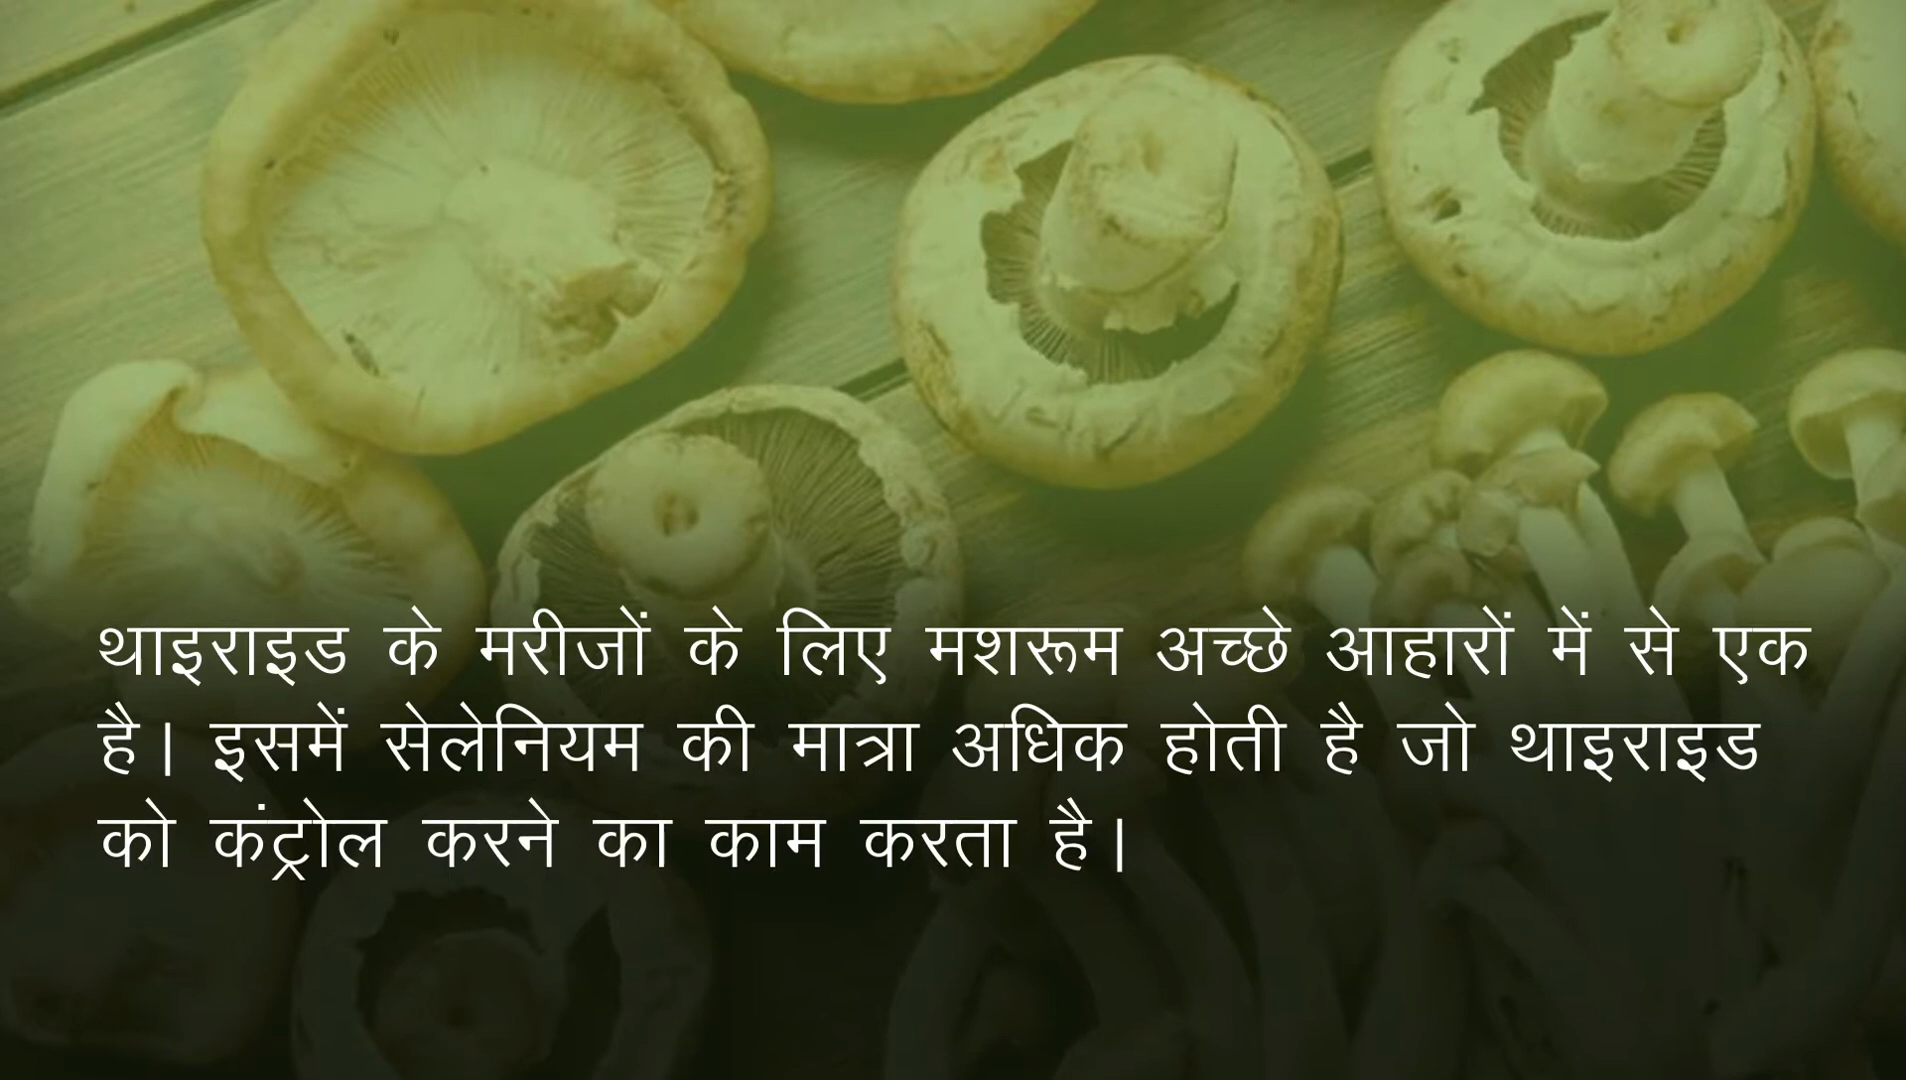 थाइराइड के मरीजों के लिए मशरूम अच्छे आहारों में से एक
है। इसमें सेलेनियम की मात्रा अधिक होती है जो थाइराइड
को कंट्रोल करने का काम करता है।